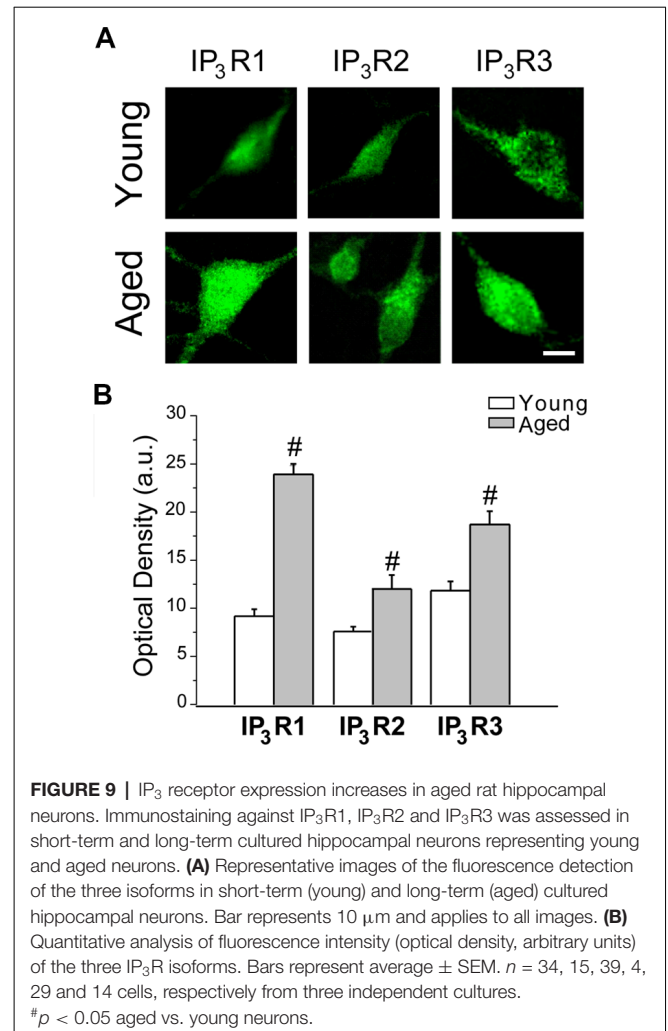 A
IP₃R1 IP₃R2 IP₃R3
Young
Aged
B
Young
Aged
Optical Density (a.u.)
30
25
20
15
10
5
0
# # #
IP₃R1 IP₃R2 IP₃R3
FIGURE 9 | IP₃ receptor expression increases in aged rat hippocampal
neurons. Immunostaining against IP₃R1, IP₃R2 and IP₃R3 was assessed in
short-term and long-term cultured hippocampal neurons representing young
and aged neurons. (A) Representative images of the fluorescence detection
of the three isoforms in short-term (young) and long-term (aged) cultured
hippocampal neurons. Bar represents 10 μm and applies to all images. (B)
Quantitative analysis of fluorescence intensity (optical density, arbitrary units)
of the three IP₃R isoforms. Bars represent average ± SEM. n = 34, 15, 39, 4,
29 and 14 cells, respectively from three independent cultures.
#p < 0.05 aged vs. young neurons.